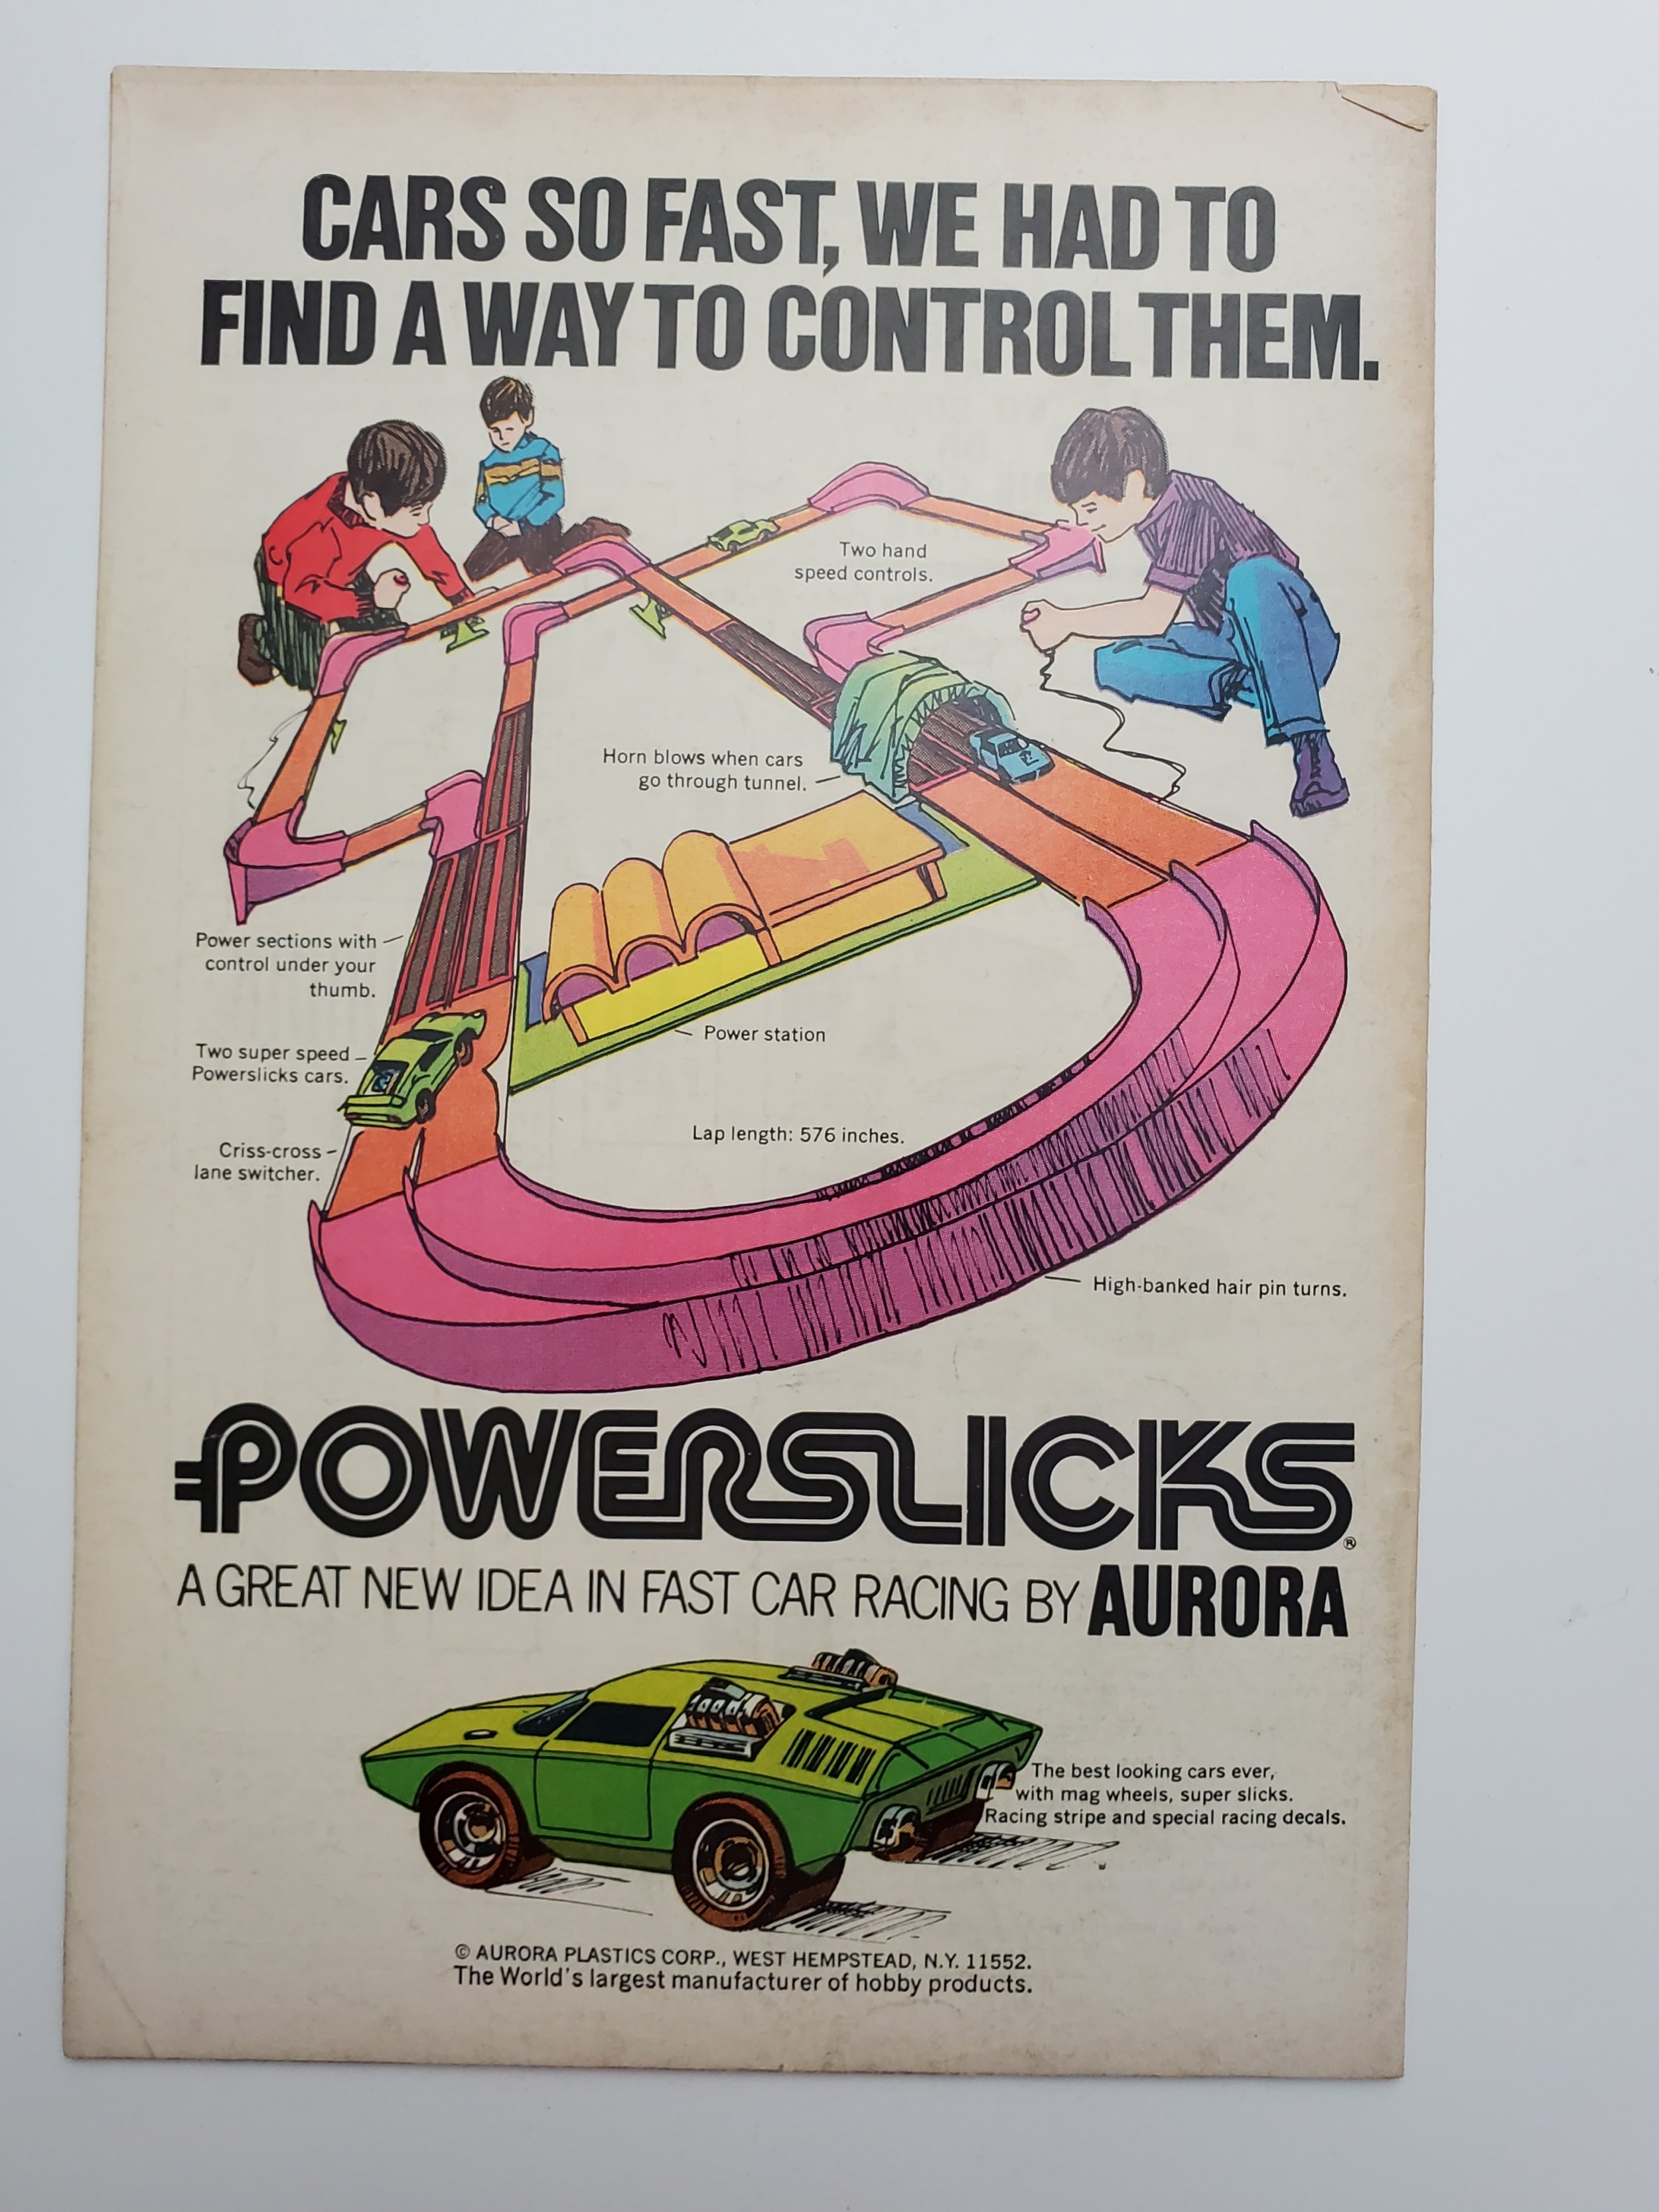 CARS SO FAST, WE HAD TO
FIND A WAY TO CONTROL THEM.
Two hand
speed controls.
Horn blows when cars
go through tunnel.
Power sections with
control under your
thumb.
Power station
Two super speed
Powerslicks cars.
Lap length: 576 inches.
Criss-cross
lane switcher.
High-banked hair pin turns.
POWERSLICKS®
A GREAT NEW IDEA IN FAST CAR RACING BY AURORA
The best looking cars ever,
with mag wheels, super slicks.
Racing stripe and special racing decals.
© AURORA PLASTICS CORP., WEST HEMPSTEAD, N.Y. 11552.
The World's largest manufacturer of hobby products.